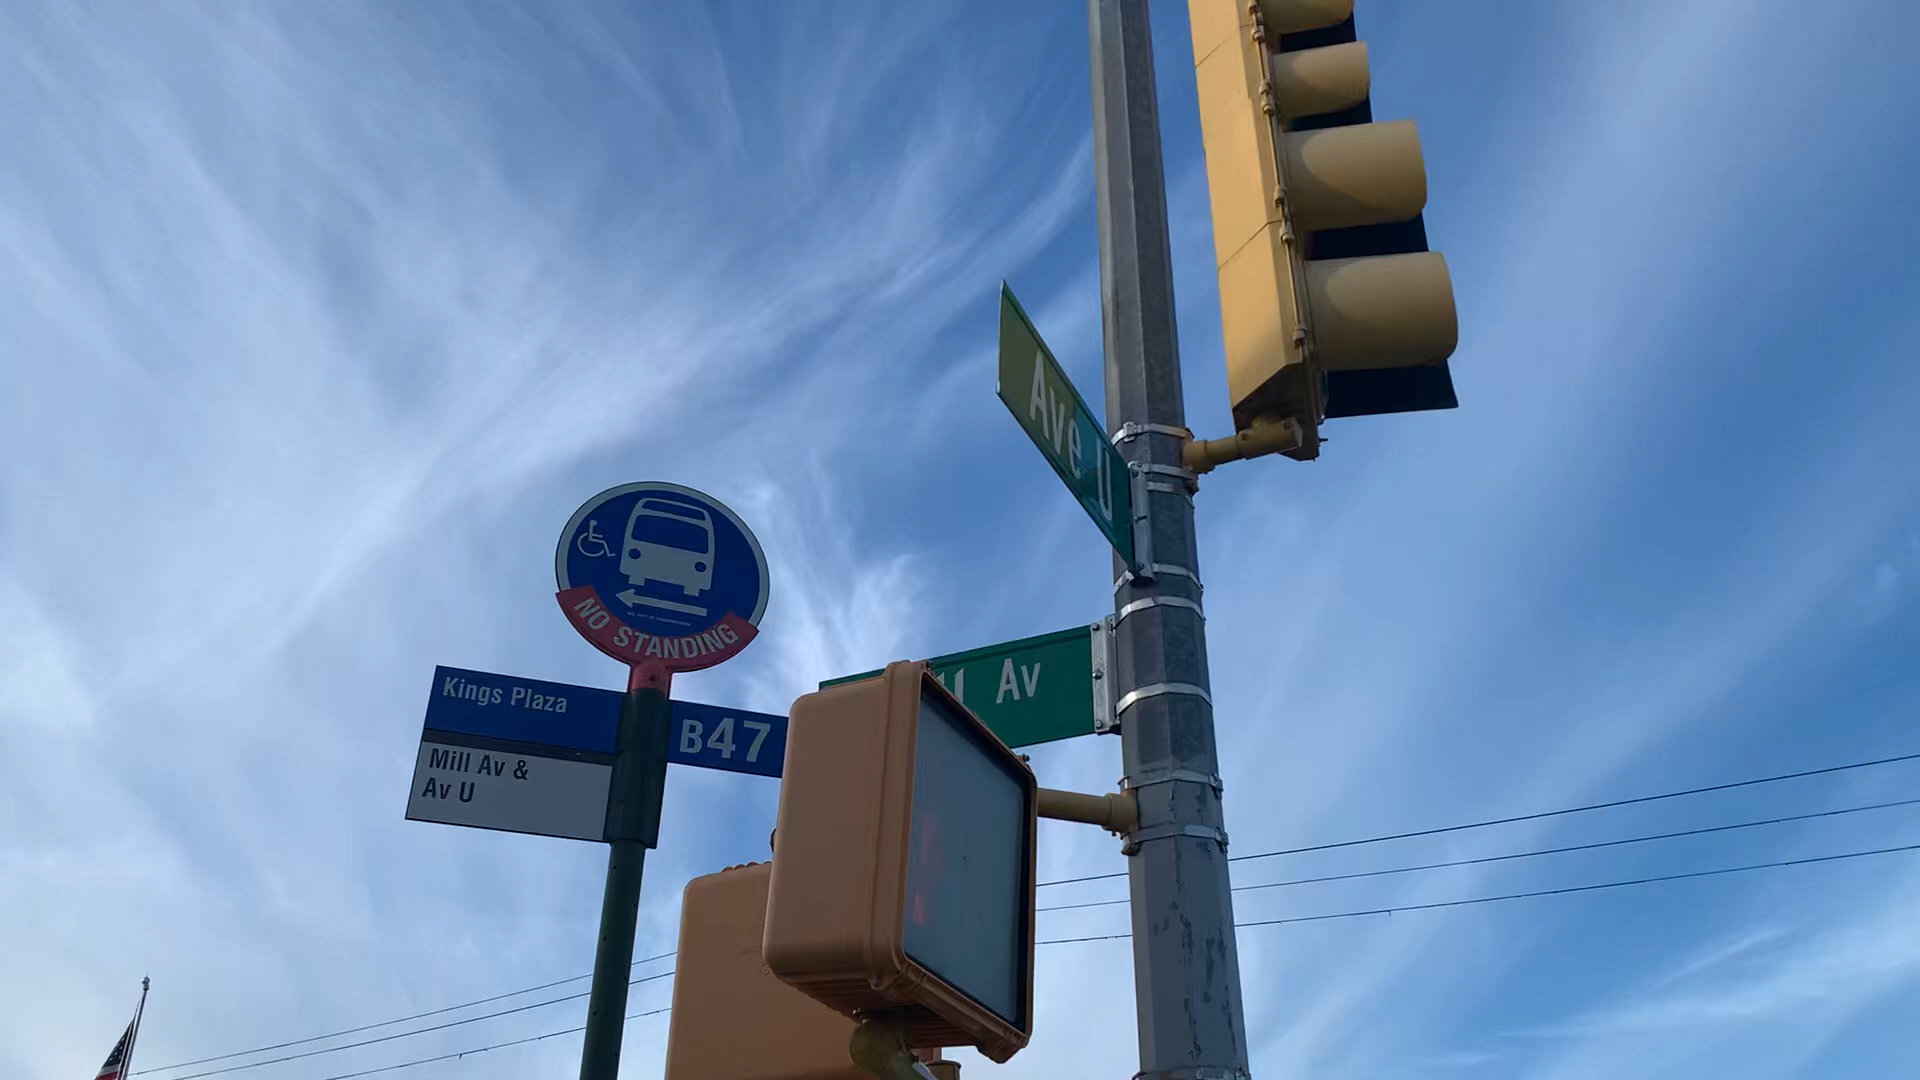 Ave U
NO STANDING
Av
Kings Plaza
B47
Mill Av &
Av U